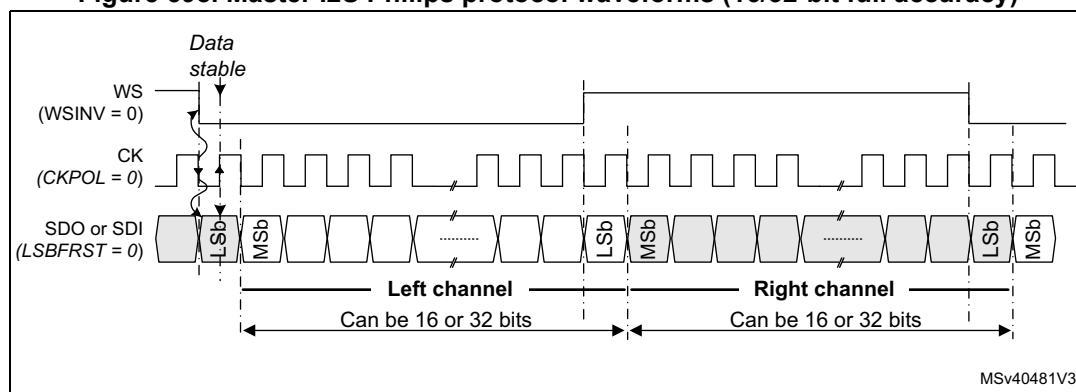 Figure Master I2S Philips protocol waveforms (16/32-bit full accuracy)
Data
stable
WS
(WSINV = 0)
CK
(CKPOL = 0)
SDO or SDI
(LSBFRST = 0)
LSb
MSb
LSb
MSb
LSb
MSb
Left channel
Right channel
Can be 16 or 32 bits
Can be 16 or 32 bits
MSv40481V3